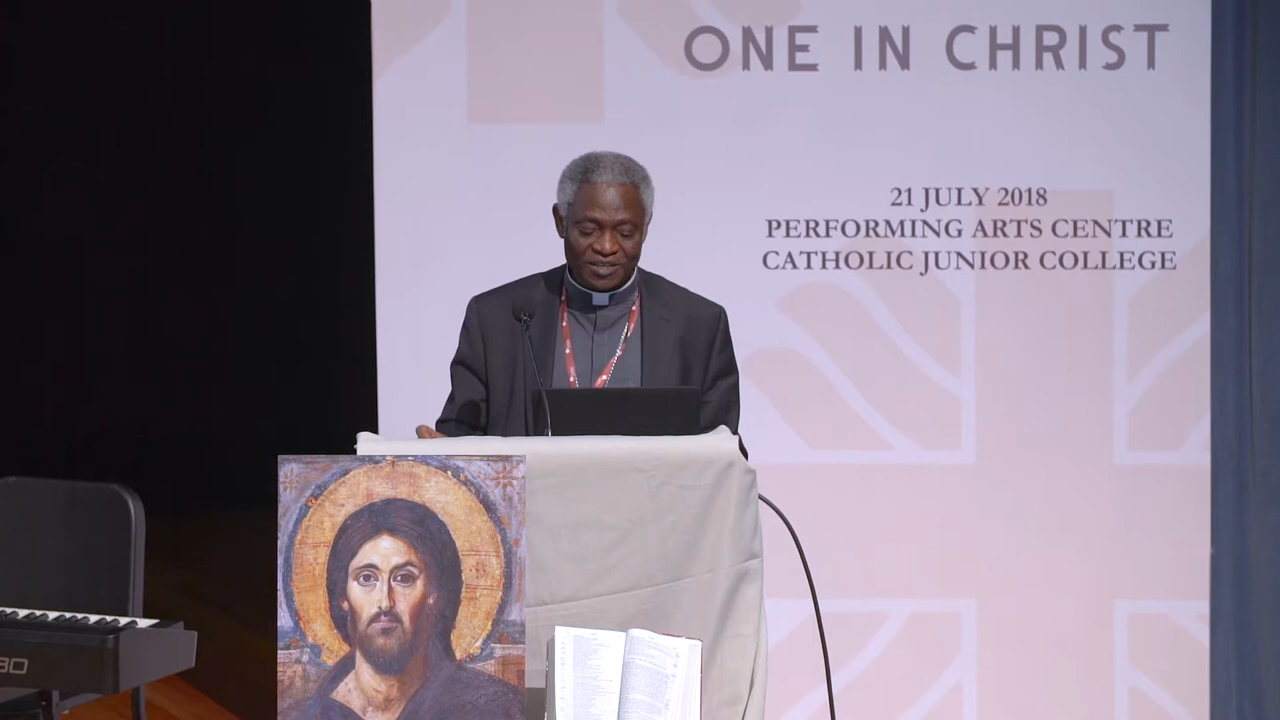 ONE IN CHRIST
21 JULY 2018
PERFORMING ARTS CENTRE
CATHOLIC JUNIOR COLLEGE